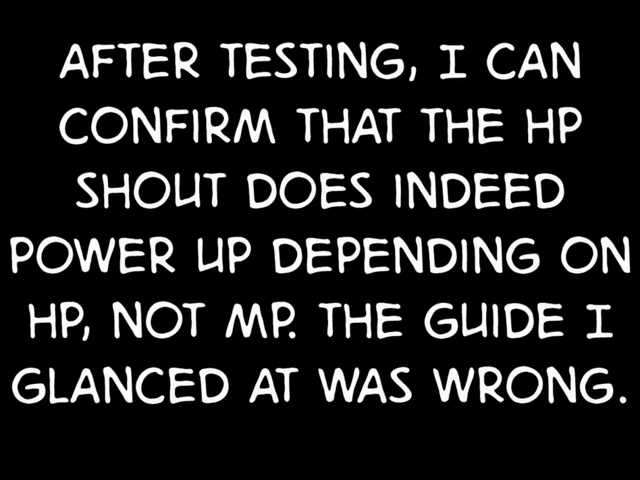 AFTER TESTING, I CAN
CONFIRM THAT THE HP
SHOUT DOES INDEED
POWER UP DEPENDING ON
HP, NOT MP. THE GUIDE I
GLANCED AT WAS WRONG.